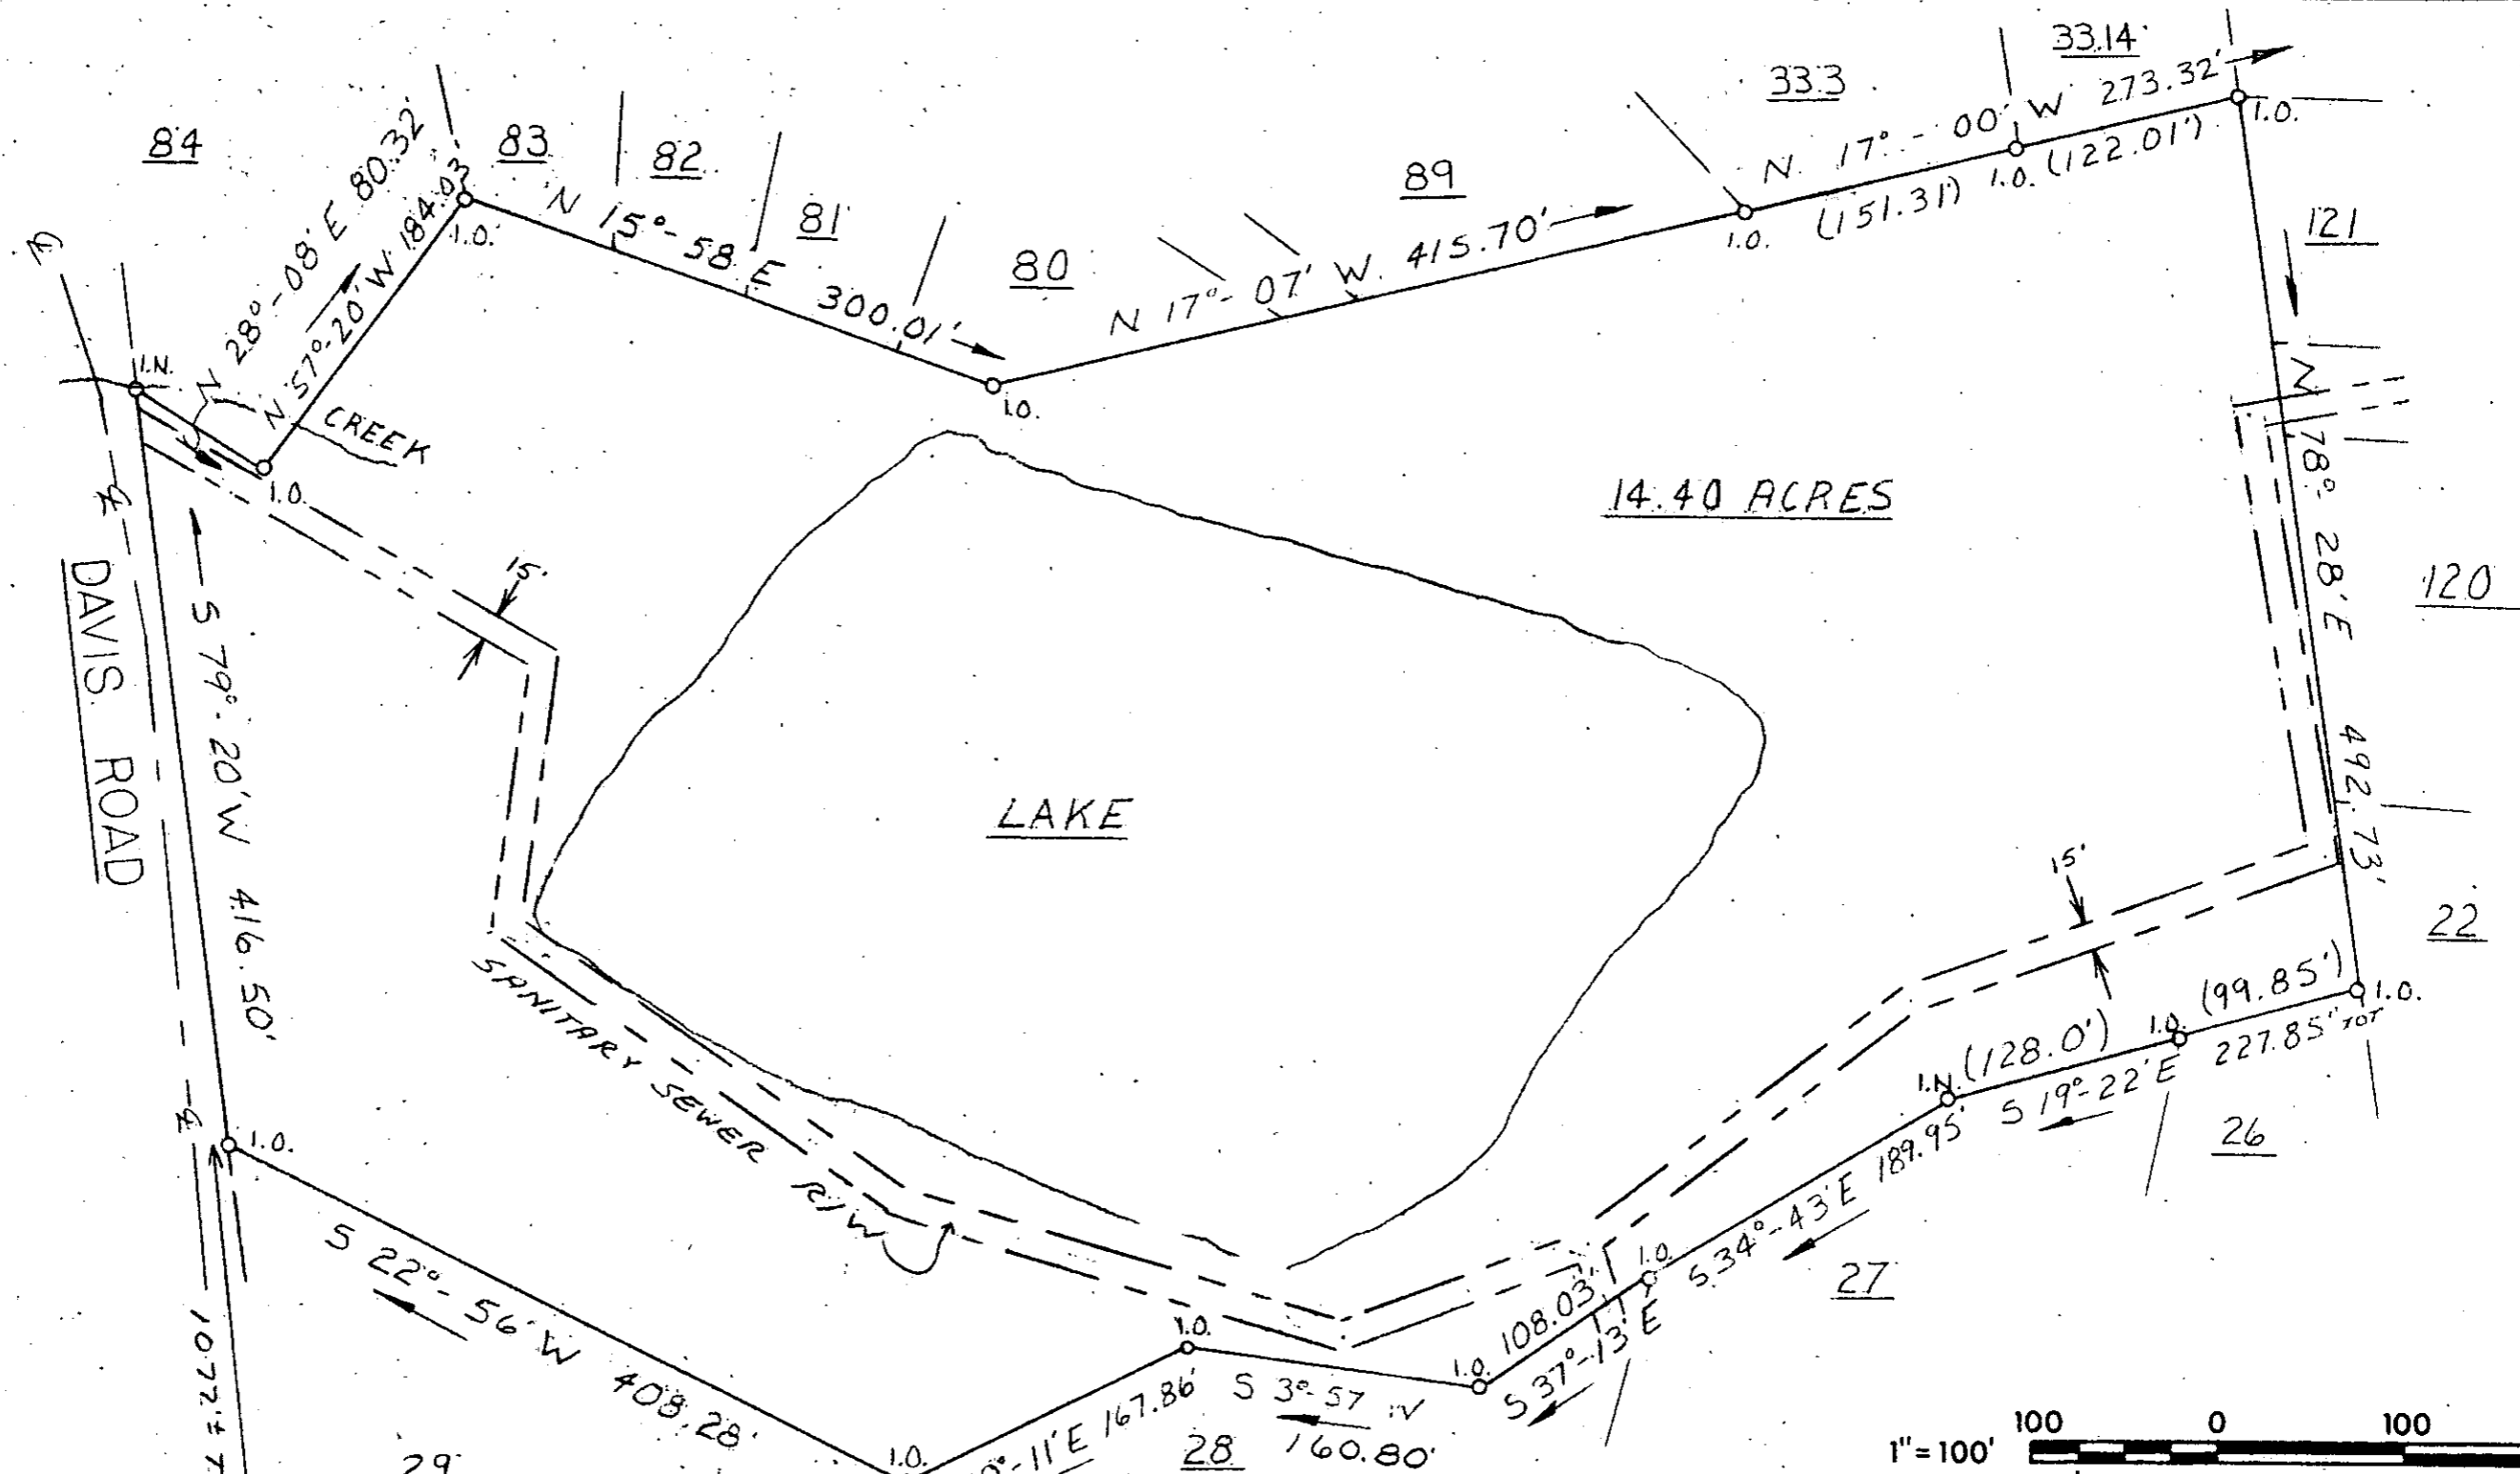 33.14
33.3
84
83
82
81
80
89
N 28°-08' E 80.32'
N 57°-20' W 184.03'
N 15°-58' E 300.01'
N 17°-07' W. 415.70'
N. 17°-00' W 273.32'
(151.31')
(122.01')
I.N.
I.O.
I.O.
I.O.
I.O.
I.O.
I.O.
CREEK
121
N 78° 28' E 492.73'
120
22
14.40 ACRES
15'
LAKE
DAVIS ROAD
S 79°-20' W 416.50'
SANITARY SEWER R/W
15'
(99.85')
I.O.
I.O.
(128.0')
I.N.
S 19°-22' E 227.85' TOT
26
S 34°-43' E 189.95'
27
I.O.
108.03'
S 37°-13' E
I.O.
I.O.
S 3°-57' W
160.80'
28
-11' E 167.86'
I.O.
S 22°-56' W 408.28'
I.O.
1072'±
29
1"=100'
100 0 100